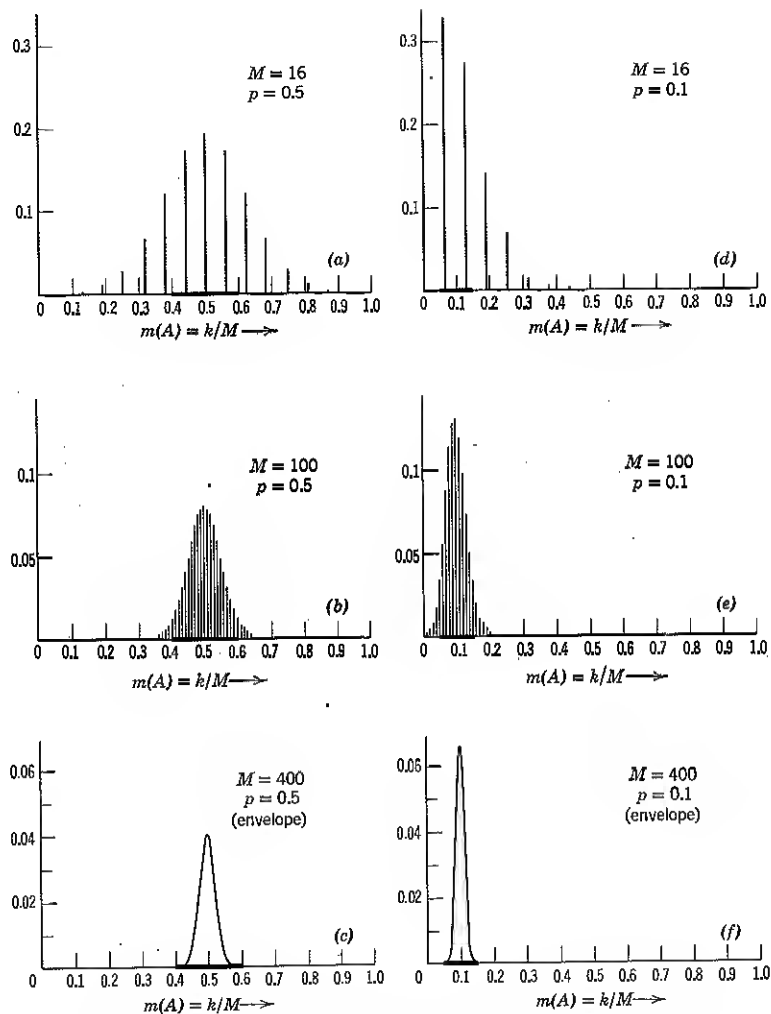 0.3
0.2
0.1
M = 16
p = 0.5
(a)
0 0.1 0.2 0.3 0.4 0.5 0.6 0.7 0.8 0.9 1.0
m(A) = k/M →
0.3
0.2
0.1
M = 16
p = 0.1
(d)
0 0.1 0.2 0.3 0.4 0.5 0.6 0.7 0.8 0.9 1.0
m(A) = k/M →
0.1
0.05
M = 100
p = 0.5
(b)
0 0.1 0.2 0.3 0.4 0.5 0.6 0.7 0.8 0.9 1.0
m(A) = k/M →
0.1
0.05
M = 100
p = 0.1
(e)
0 0.1 0.2 0.3 0.4 0.5 0.6 0.7 0.8 0.9 1.0
m(A) = k/M →
0.06
0.04
0.02
M = 400
p = 0.5
(envelope)
(c)
0 0.1 0.2 0.3 0.4 0.5 0.6 0.7 0.8 0.9 1.0
m(A) = k/M →
0.06
0.04
0.02
M = 400
p = 0.1
(envelope)
(f)
0 0.1 0.2 0.3 0.4 0.5 0.6 0.7 0.8 0.9 1.0
m(A) = k/M →